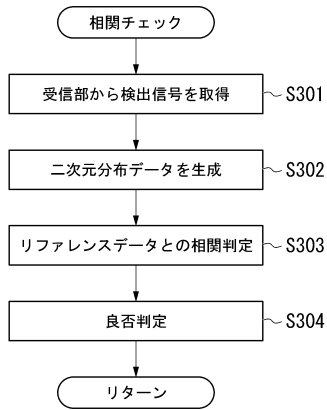 相関チェック
受信部から検出信号を取得 S301
二次元分布データを生成 S302
リファレンスデータとの相関判定 S303
良否判定 S304
リターン